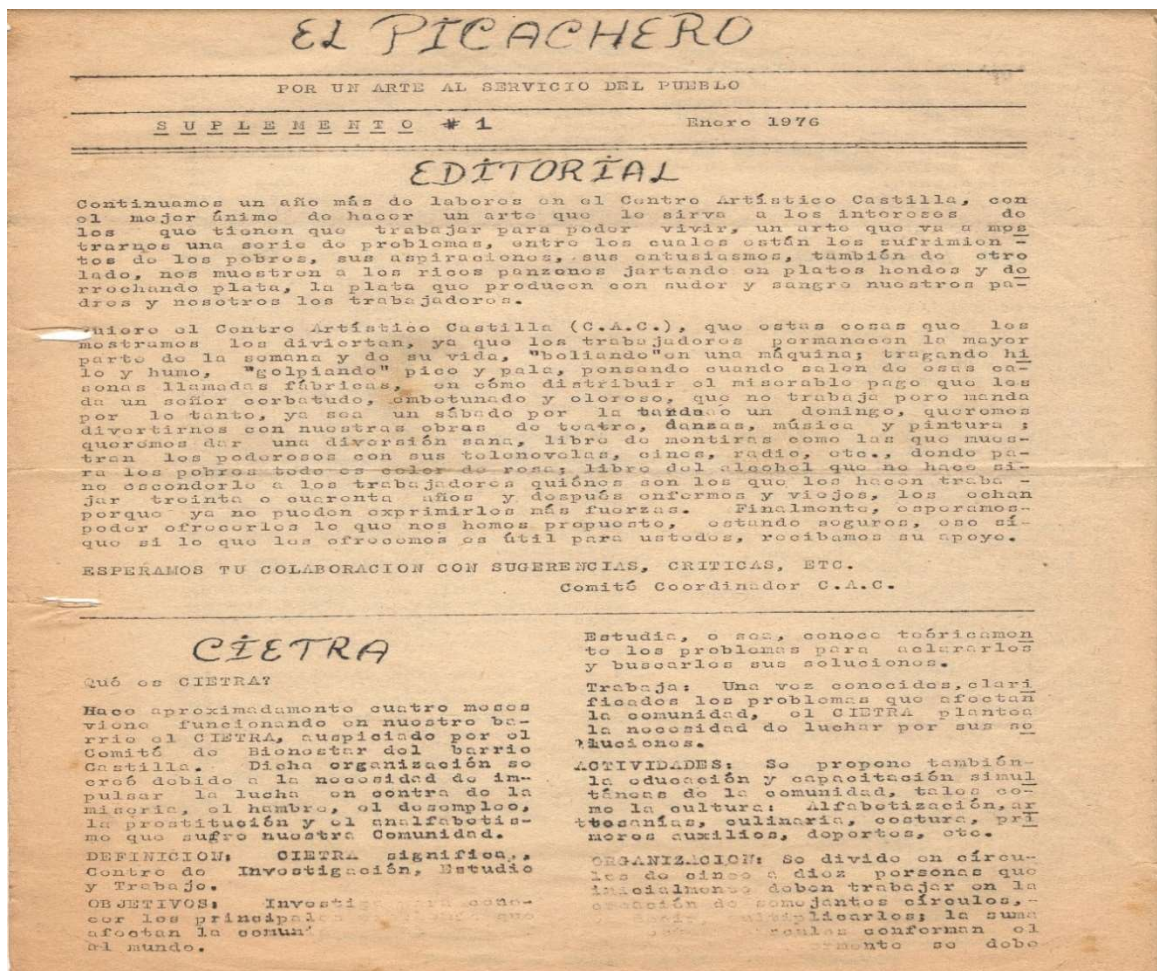 EL PICACHERO
POR UN ARTE AL SERVICIO DEL PUEBLO
SUPLEMENTO # 1 Enero 1976
EDITORIAL
Continuamos un año más de labores en el Centro Artístico Castilla, con
el mejor ánimo de hacer un arte que le sirva a los intereses de
los que tienen que trabajar para poder vivir, un arte que va a mos
trarnos una serie de problemas, entre los cuales están los sufrimien -
tos de los pobres, sus aspiraciones, sus entusiasmos, también de otro
lado, nos muestren a los ricos panzones jartando en platos hondos y de
rrochando plata, la plata que producen con sudor y sangre nuestros pa-
dres y nosotros los trabajadores.
Quiere el Centro Artístico Castilla (C.A.C.), que estas cosas que les
mostramos los diviertan, ya que los trabajadores permanecen la mayor
parte de la semana y de su vida, "boliando"en una máquina; tragando hi
lo y humo, "golpiando" pico y pala, pensando cuando salen de esas ca-
sonas llamadas fábricas, en cómo distribuir el miserable pago que les
da un señor corbatudo, embetunado y oloroso, que no trabaja pero manda
por lo tanto, ya sea un sábado por la tarde o un domingo, queremos
divertirnos con nuestras obras de teatro, danzas, música y pintura ;
queremos dar una diversión sana, libre de mentiras como las que mues-
tran los poderosos con sus telenovelas, cines, radio, etc., donde pa-
ra los pobres todo es color de rosa; libre del alcohol que no hace si-
no esconderle a los trabajadores quiénes son los que los hacen traba -
jar treinta o cuarenta años y después enfermos y viejos, los echan
porque ya no pueden exprimirles más fuerzas. Finalmente, esperamos-
poder ofrecerles lo que nos hemos propuesto, estando seguros, eso sí-
que si lo que les ofrecemos es útil para ustedes, recibamos su apoyo.
ESPERAMOS TU COLABORACION CON SUGERENCIAS, CRITICAS, ETC.
Comité Coordinador C.A.C.
CIETRA
Qué es CIETRA?
Hace aproximadamente cuatro meses
viene funcionando en nuestro ba-
rrio el CIETRA, auspiciado por el
Comité de Bienestar del barrio
Castilla. Dicha organización se
creó debido a la necesidad de im-
pulsar la lucha en contra de la
miseria, el hambre, el desempleo,
la prostitución y el analfabetis-
mo que sufre nuestra Comunidad.
DEFINICION: CIETRA significa,
Centro de Investigación, Estudio
y Trabajo.
OBJETIVOS: Investi para cono-
cer los principales que
afectan la comuni
al mundo.
Estudia, o sea, conoce teóricamen
te los problemas para aclararlos
y buscarles sus soluciones.
Trabaja: Una vez conocidos,clari
ficados los problemas que afectan
la comunidad, el CIETRA plantea
la necesidad de luchar por sus so
luciones.
ACTIVIDADES: Se propone también-
la educación y capacitación simul
táneas de la comunidad, tales co-
mo la cultura: Alfabetización,ar
ttesanías, culinaria, costura, pri
meros auxilios, deportes, etc.
ORGANIZACION: Se divide en círcu-
los de cinco a diez personas que
inicialmente deben trabajar en la
creación de semejantes círculos,-
multiplicarlos; la suma
conforman el
se debe